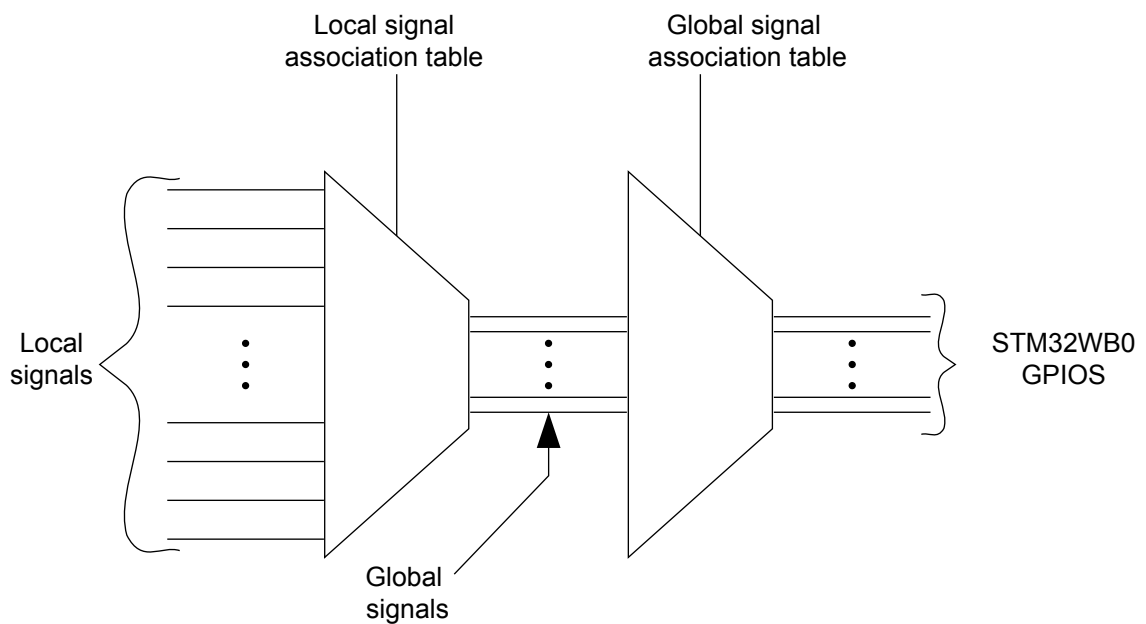 Local signal
association table
Global signal
association table
Local
signals
STM32WB0
GPIOS
Global
signals